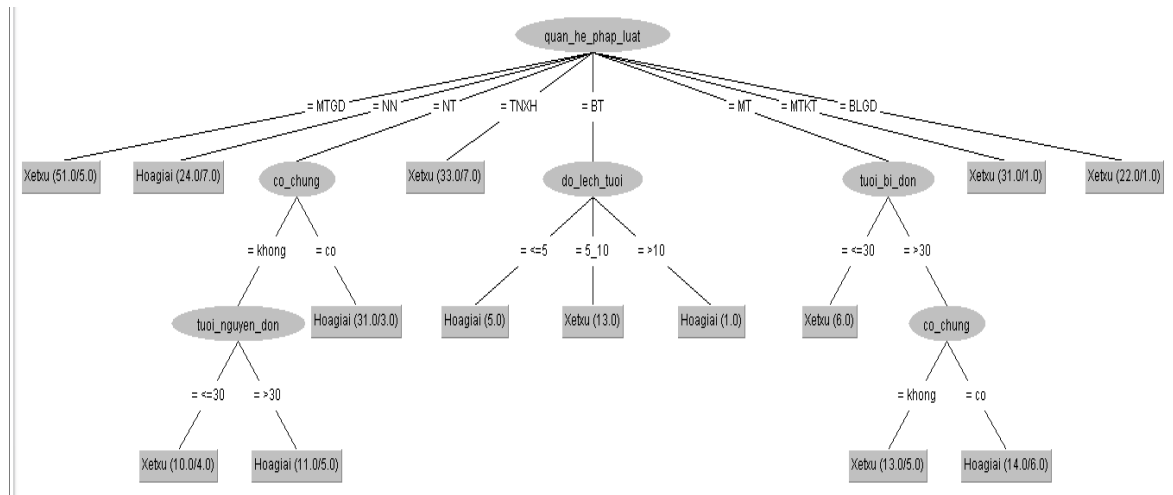 quan_he_phap_luat
= MTGD = NN = NT = TNXH = BT = MT = MTKT = BLGD
Xetxu (51.0/5.0) Hoagiai (24.0/7.0) co_chung Xetxu (33.0/7.0) do_lech_tuoi tuoi_bi_don Xetxu (31.0/1.0) Xetxu (22.0/1.0)
= khong = co = <=5 = 5_10 = >10 = <=30 = >30
tuoi_nguyen_don Hoagiai (31.0/3.0) Hoagiai (5.0) Xetxu (13.0) Hoagiai (1.0) Xetxu (6.0) co_chung
= <=30 = >30 = khong = co
Xetxu (10.0/4.0) Hoagiai (11.0/5.0) Xetxu (13.0/5.0) Hoagiai (14.0/6.0)